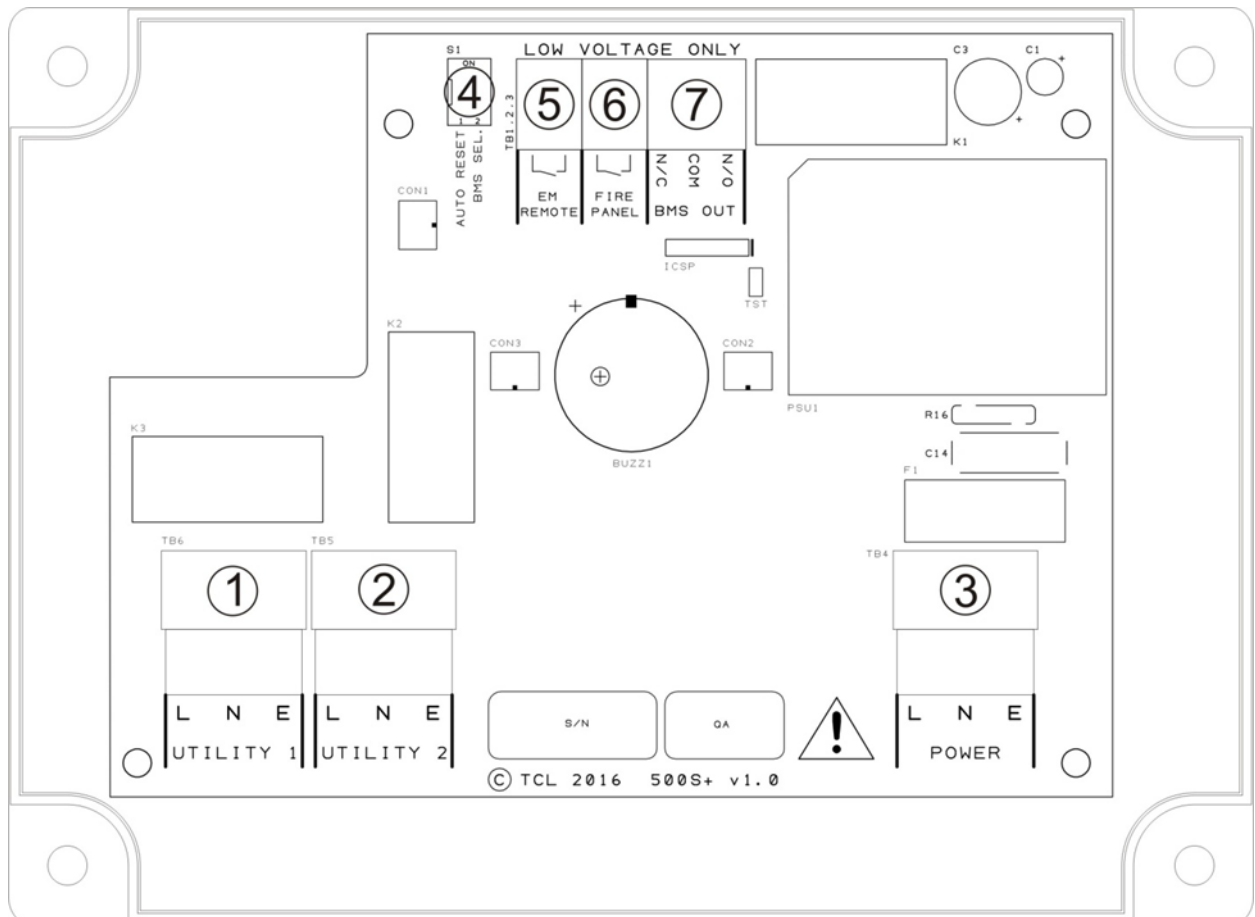 S1
LOW VOLTAGE ONLY
C3
C1
+
ON
4
5
6
7
1 2
TB1.2.3
+
K1
AUTO RESET
BMS SEL.
N/C
COM
N/O
EM
REMOTE
FIRE
PANEL
BMS OUT
CON1
ICSP
TST
K2
+
CON3
CON2
PSU1
R16
K3
C14
BUZZ1
F1
TB6
TB5
TB4
1
2
3
L N E
L N E
L N E
S/N
QA
!
UTILITY 1
UTILITY 2
POWER
© TCL 2016 500S+ v1.0